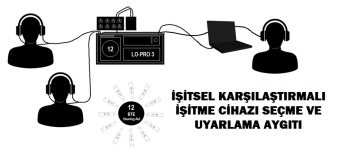 12
LO-PRO 3
12
BTE
Hearing Aid
İŞİTSEL KARŞILAŞTIRMALI
İŞİTME CİHAZI SEÇME VE
UYARLAMA AYGITI